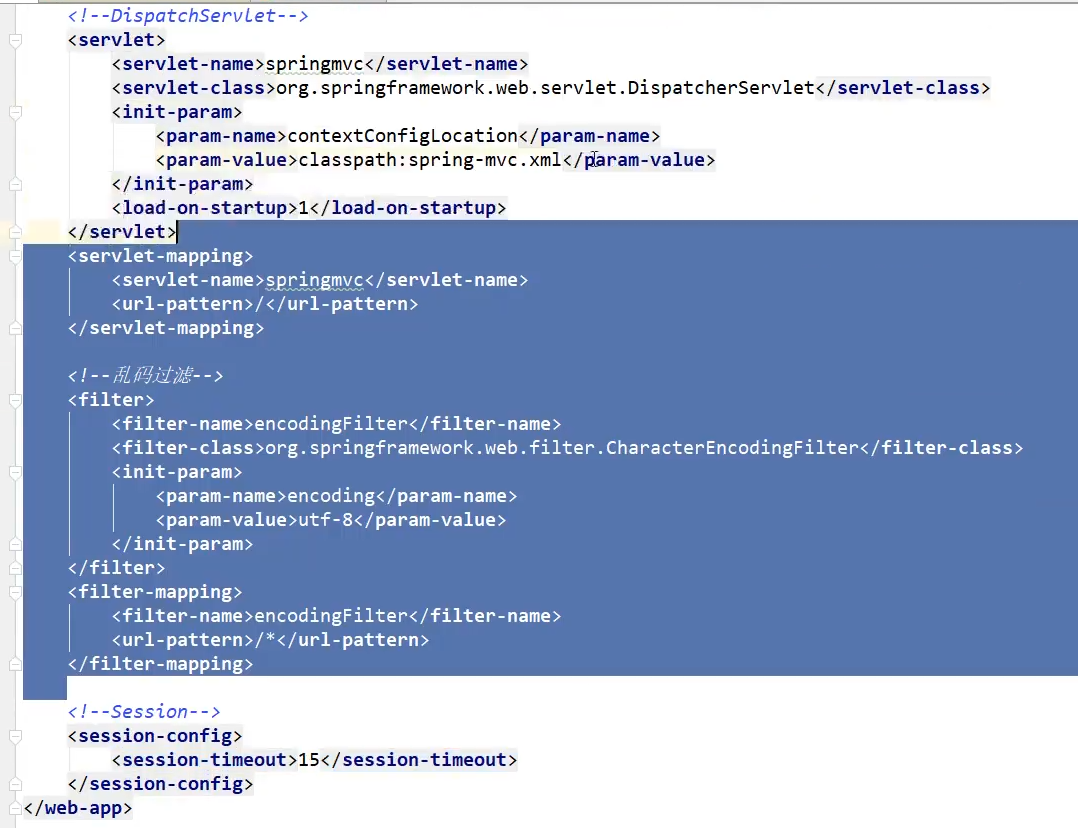 <!--DispatchServlet-->
<servlet>
<servlet-name>springmvc</servlet-name>
<servlet-class>org.springframework.web.servlet.DispatcherServlet</servlet-class>
<init-param>
<param-name>contextConfigLocation</param-name>
<param-value>classpath:spring-mvc.xml</param-value>
</init-param>
<load-on-startup>1</load-on-startup>
</servlet>
<servlet-mapping>
<servlet-name>springmvc</servlet-name>
<url-pattern>/</url-pattern>
</servlet-mapping>
<!--乱码过滤-->
<filter>
<filter-name>encodingFilter</filter-name>
<filter-class>org.springframework.web.filter.CharacterEncodingFilter</filter-class>
<init-param>
<param-name>encoding</param-name>
<param-value>utf-8</param-value>
</init-param>
</filter>
<filter-mapping>
<filter-name>encodingFilter</filter-name>
<url-pattern>/*</url-pattern>
</filter-mapping>
<!--Session-->
<session-config>
<session-timeout>15</session-timeout>
</session-config>
</web-app>